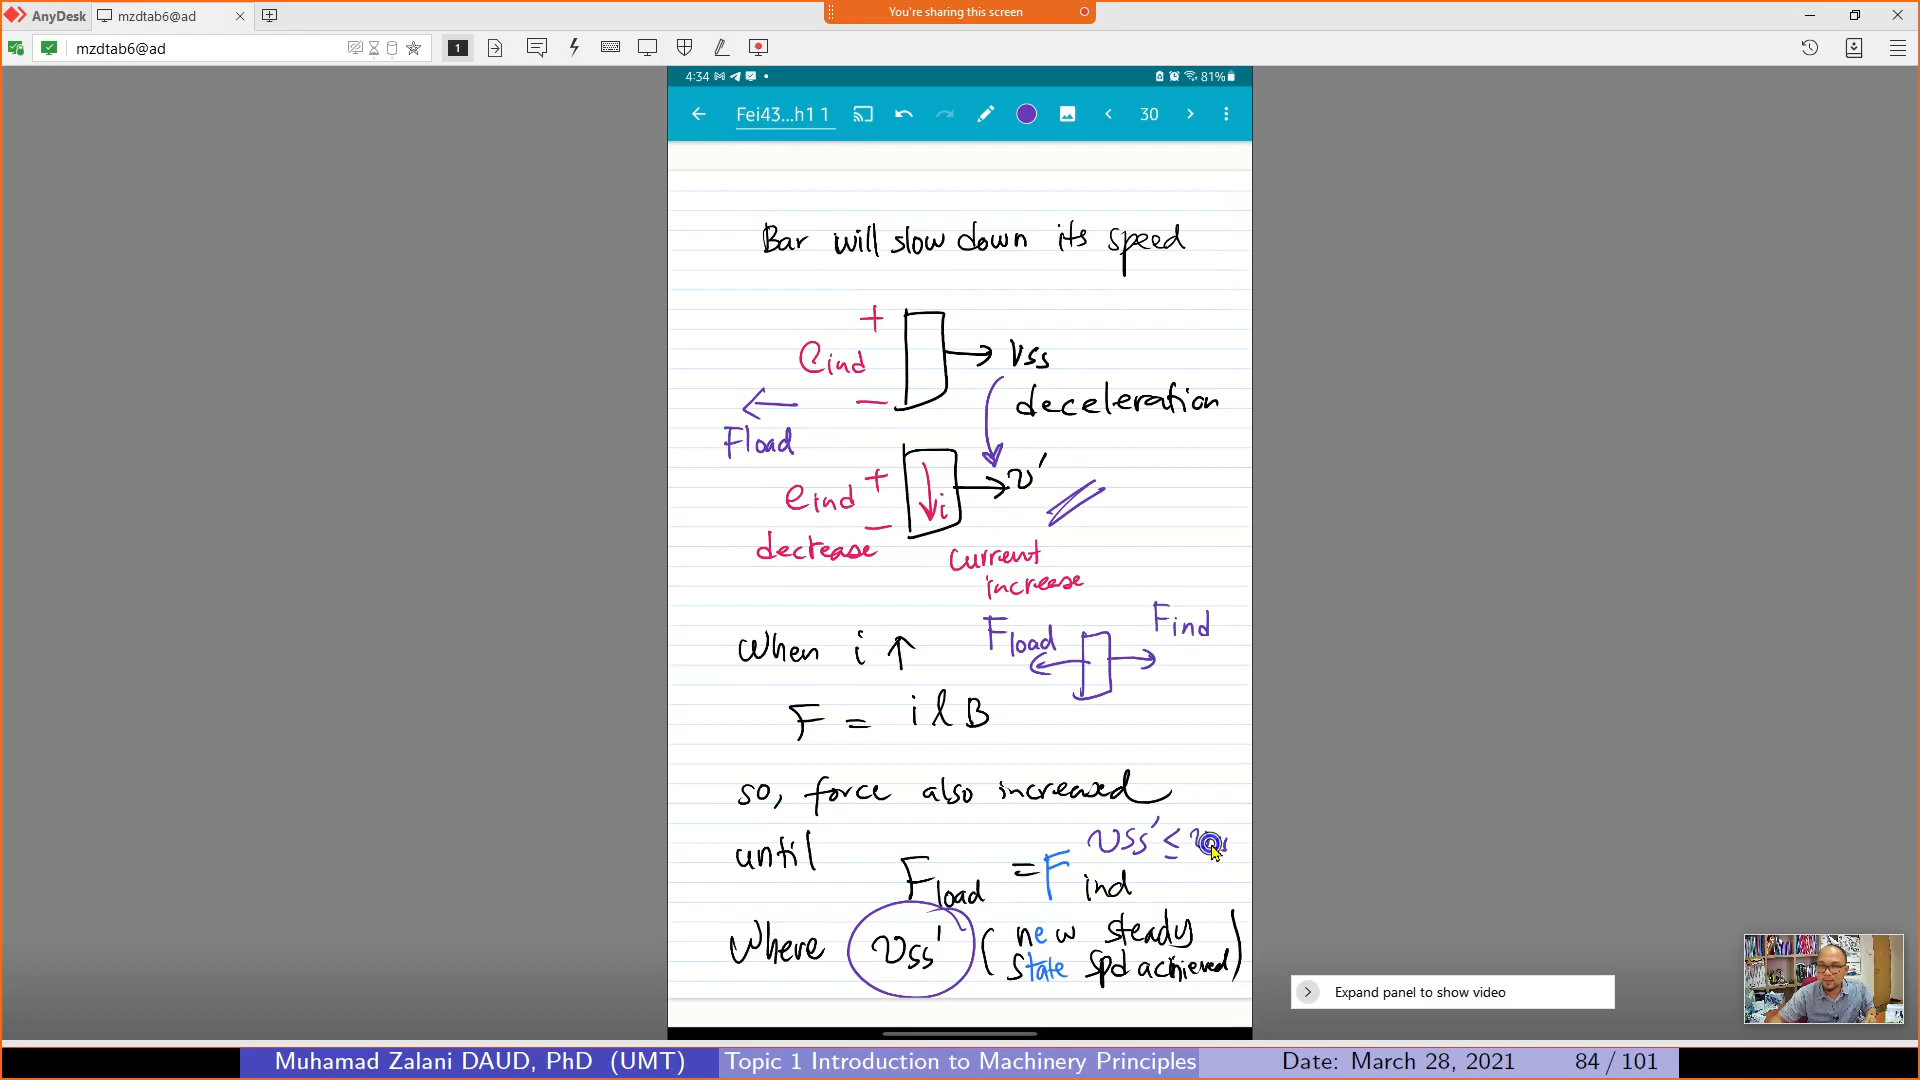 AnyDesk
mzdtab6@ad
You're sharing this screen
mzdtab6@ad
1
4:34
81%
Fei43...h1 1
30
Bar will slow down its speed
+
eind
Vss
deceleration
−
Fload
eind
+
i
v'
−
decrease
Current
increase
When i ↑
Fload
Find
F = i l B
so, force also increased
until
Vss' ≤
Fload = Find
Where Vss' ( new steady
state spd achieved )
Expand panel to show video
Muhamad Zalani DAUD, PhD (UMT)
Topic 1 Introduction to Machinery Principles
Date: March 28, 2021
84 / 101